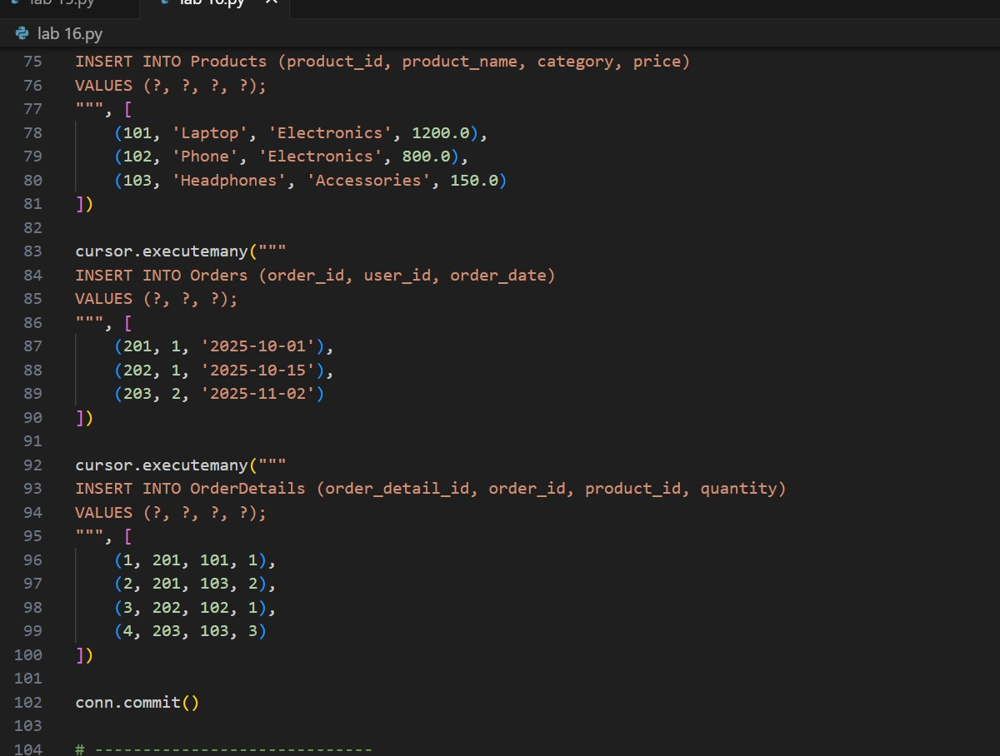 lab 16.py
lab 16.py
75 INSERT INTO Products (product_id, product_name, category, price)
76 VALUES (?, ?, ?, ?);
77 """, [
78     (101, 'Laptop', 'Electronics', 1200.0),
79     (102, 'Phone', 'Electronics', 800.0),
80     (103, 'Headphones', 'Accessories', 150.0)
81 ])
82
83 cursor.executemany("""
84 INSERT INTO Orders (order_id, user_id, order_date)
85 VALUES (?, ?, ?);
86 """, [
87     (201, 1, '2025-10-01'),
88     (202, 1, '2025-10-15'),
89     (203, 2, '2025-11-02')
90 ])
91
92 cursor.executemany("""
93 INSERT INTO OrderDetails (order_detail_id, order_id, product_id, quantity)
94 VALUES (?, ?, ?, ?);
95 """, [
96     (1, 201, 101, 1),
97     (2, 201, 103, 2),
98     (3, 202, 102, 1),
99     (4, 203, 103, 3)
100 ])
101
102 conn.commit()
103
104 # -----------------------------